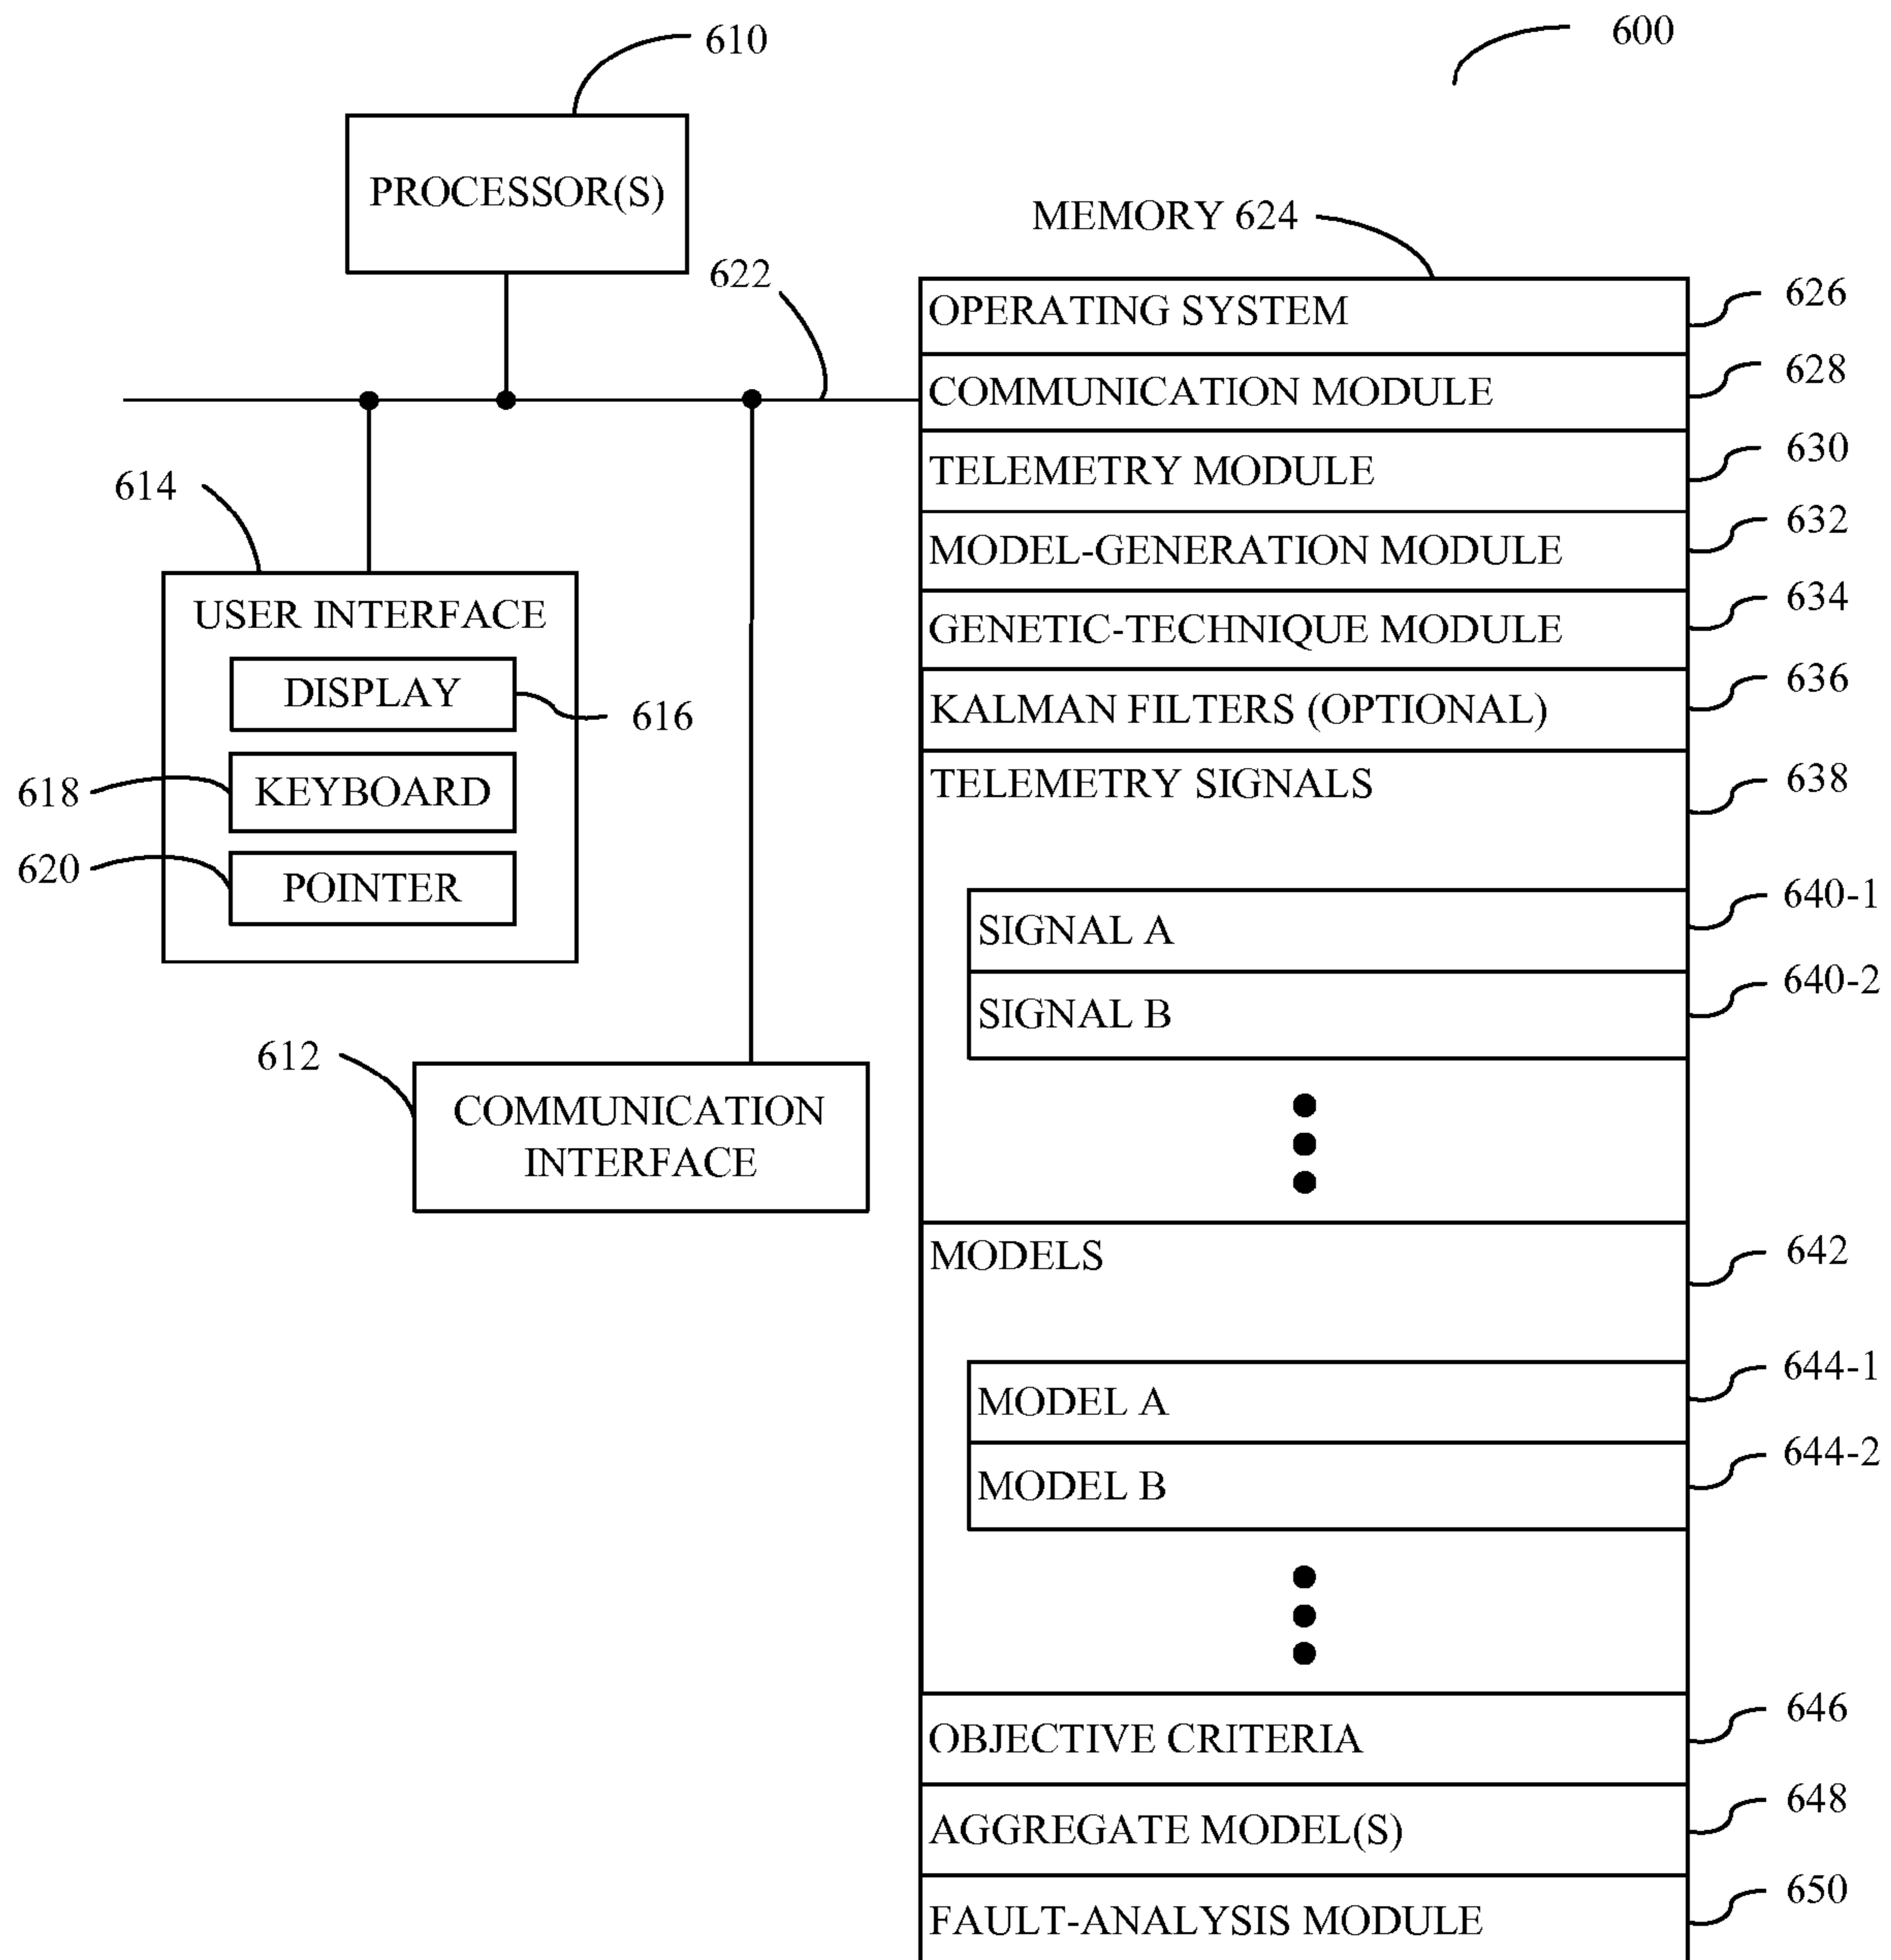 600
610
PROCESSOR(S)
MEMORY 624
622
OPERATING SYSTEM
626
COMMUNICATION MODULE
628
TELEMETRY MODULE
630
MODEL-GENERATION MODULE
632
GENETIC-TECHNIQUE MODULE
634
KALMAN FILTERS (OPTIONAL)
636
TELEMETRY SIGNALS
638
SIGNAL A
640-1
SIGNAL B
640-2
MODELS
642
MODEL A
644-1
MODEL B
644-2
OBJECTIVE CRITERIA
646
AGGREGATE MODEL(S)
648
FAULT-ANALYSIS MODULE
650
614
USER INTERFACE
DISPLAY
616
618
KEYBOARD
620
POINTER
612
COMMUNICATION
INTERFACE